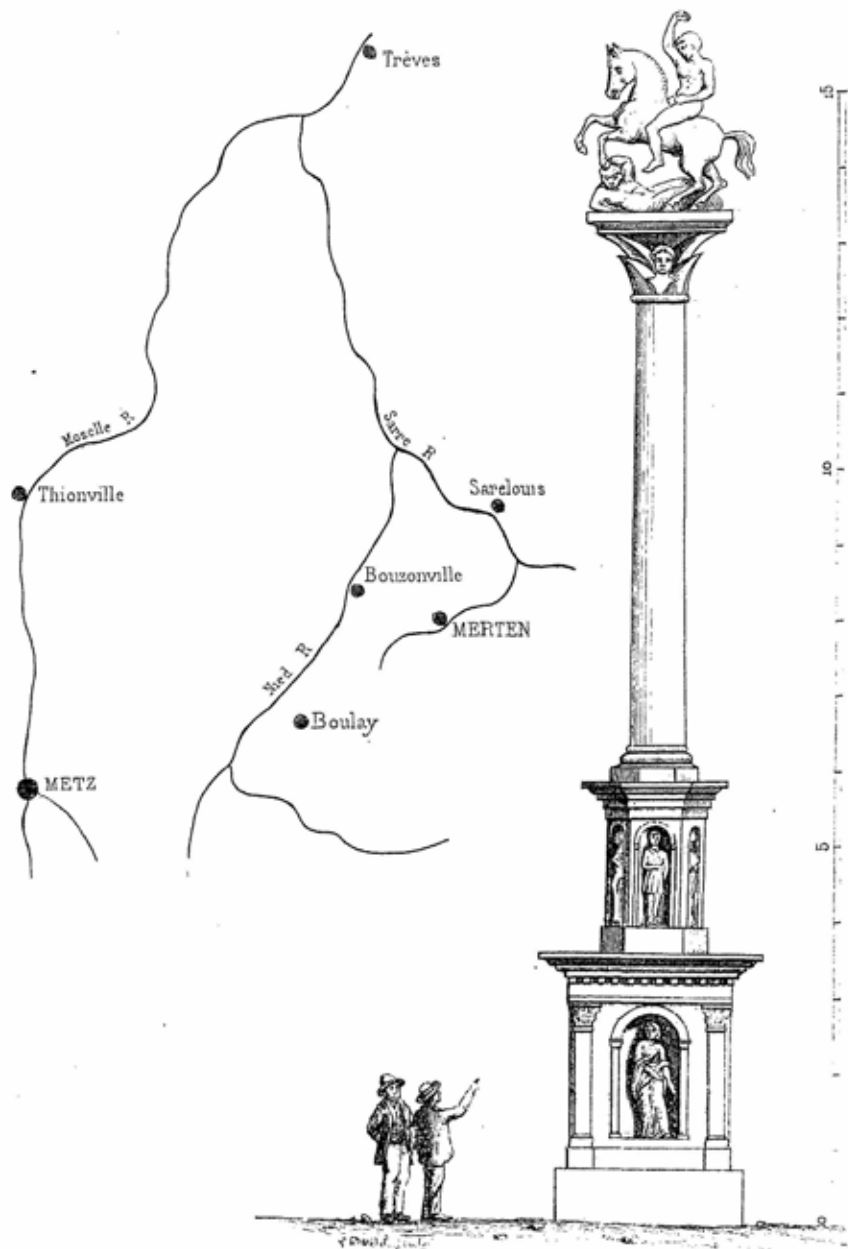 Trèves
15
Moselle R
Sarre R
10
Thionville
Sarelouis
Bouzonville
MERTEN
Nied R
Boulay
METZ
5
0